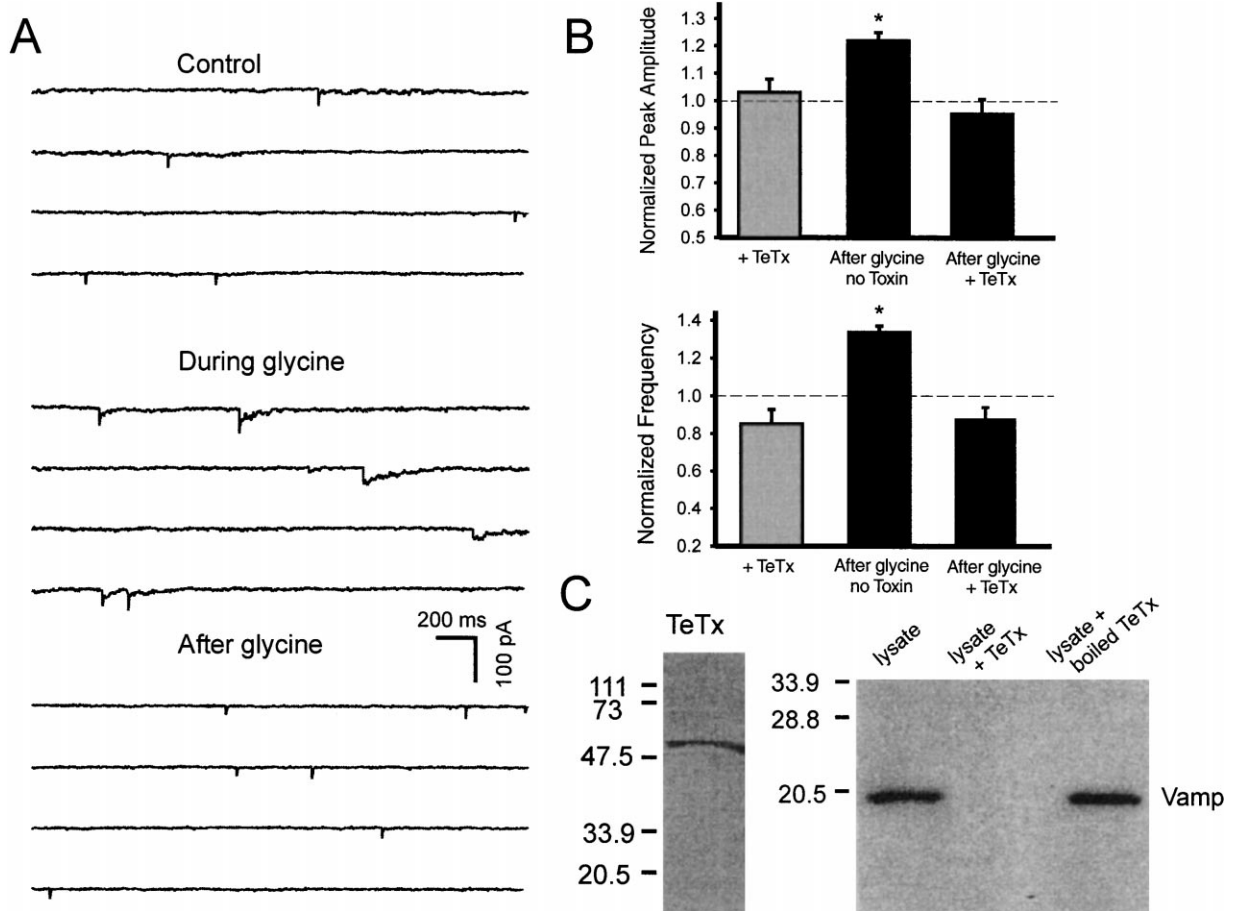 A
Control
During glycine
200 ms
100 pA
After glycine
B
Normalized Peak Amplitude
1.3
1.2
1.1
1.0
0.9
0.8
0.7
0.6
0.5
*
+ TeTx
After glycine
no Toxin
After glycine
+ TeTx
Normalized Frequency
1.4
1.2
1.0
0.8
0.6
0.4
0.2
*
+ TeTx
After glycine
no Toxin
After glycine
+ TeTx
C
TeTx
111
73
47.5
33.9
20.5
lysate
lysate
+ TeTx
lysate +
boiled TeTx
33.9
28.8
20.5
Vamp